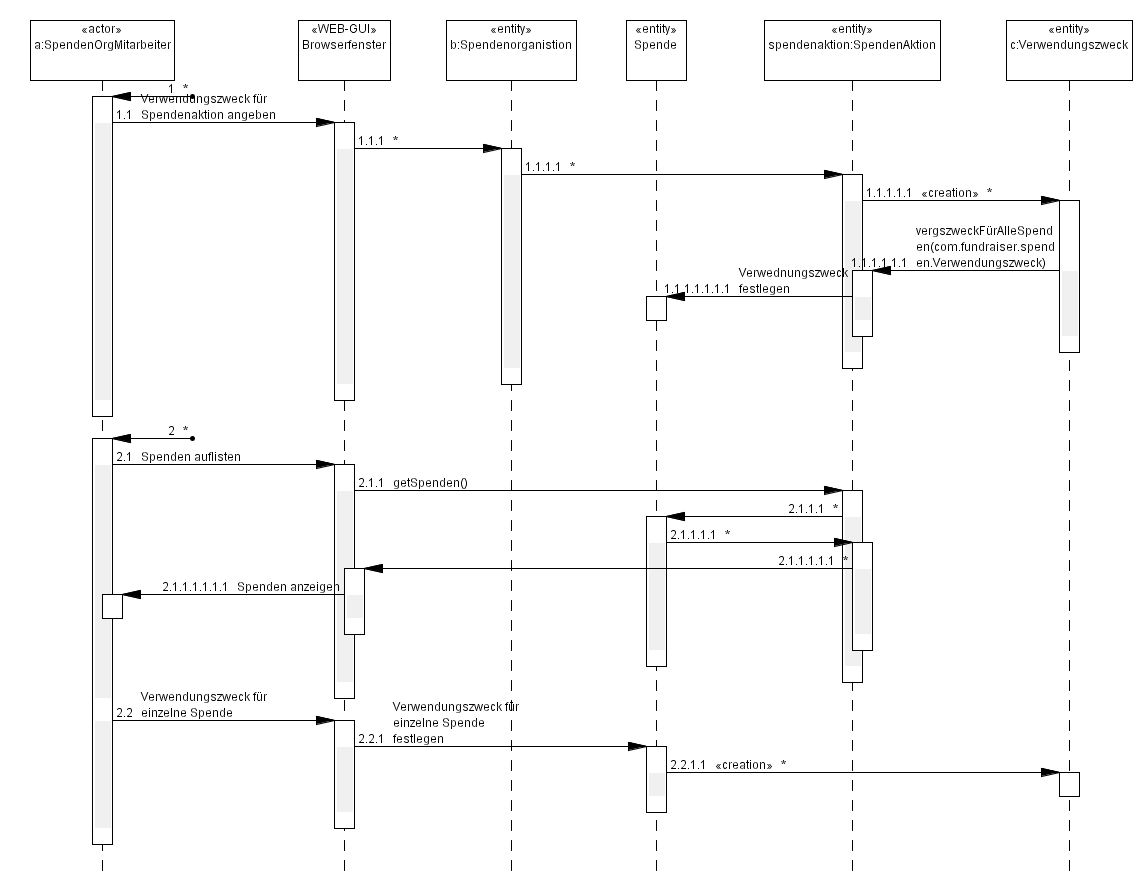 «actor»
a:SpendenOrgMitarbeiter
«WEB-GUI»
Browserfenster
«entity»
b:Spendenorganistion
«entity»
Spende
«entity»
spendenaktion:SpendenAktion
«entity»
c:Verwendungszweck
1 *
Verwendungszweck für
1.1 Spendenaktion angeben
1.1.1 *
1.1.1.1 *
1.1.1.1.1 «creation» *
vergszweckFürAlleSpend
en(com.fundraiser.spend
1.1.1.1.1.1 en.Verwendungszweck)
Verwednungszweck
1.1.1.1.1.1.1 festlegen
2 *
2.1 Spenden auflisten
2.1.1 getSpenden()
2.1.1.1 *
2.1.1.1.1 *
2.1.1.1.1.1 *
2.1.1.1.1.1.1 Spenden anzeigen
Verwendungszweck für
2.2 einzelne Spende
Verwendungszweck für
einzelne Spende
2.2.1 festlegen
2.2.1.1 «creation» *